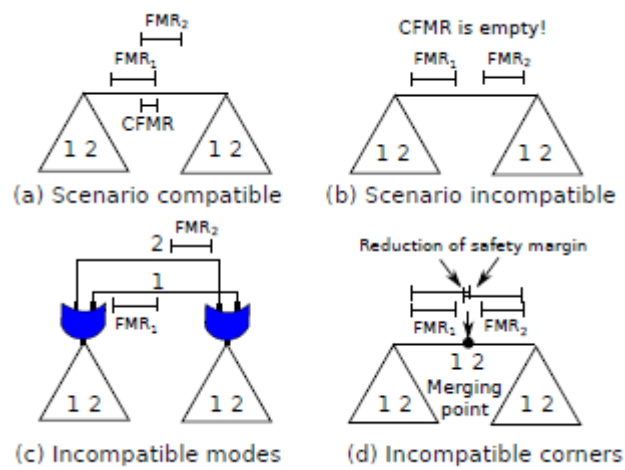 FMR₂
FMR₁
CFMR
1 2
1 2
(a) Scenario compatible
CFMR is empty!
FMR₁
FMR₂
1 2
1 2
(b) Scenario incompatible
FMR₂
2
1
FMR₁
1 2
1 2
(c) Incompatible modes
Reduction of safety margin
FMR₁
FMR₂
1 2
Merging
point
1 2
1 2
(d) Incompatible corners